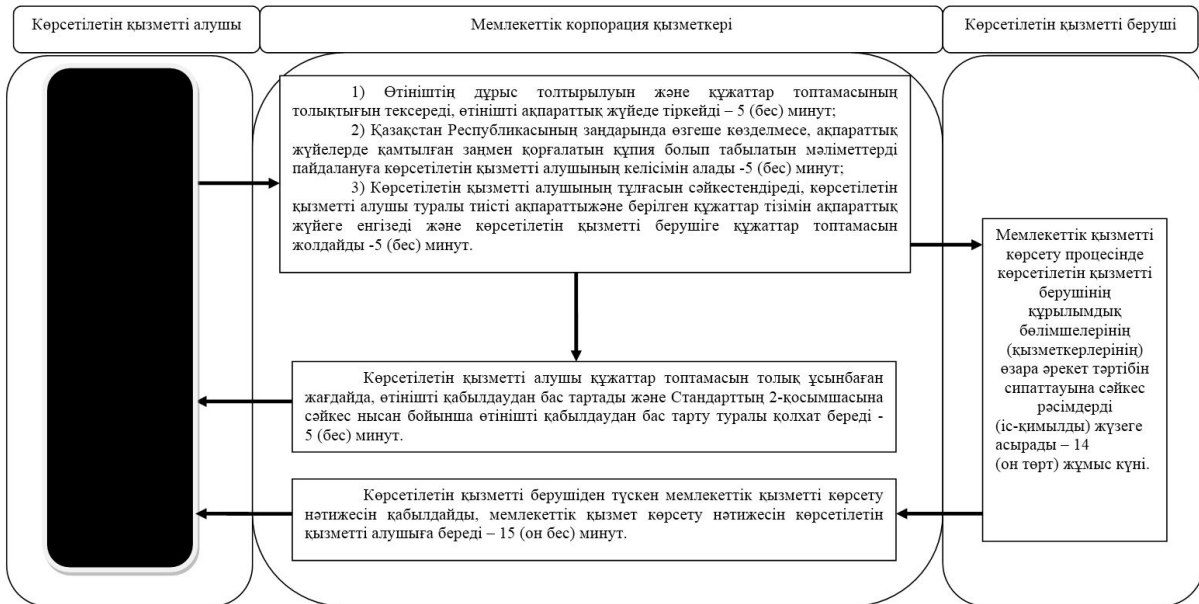 Көрсетілетін қызметті алушы
Мемлекеттік корпорация қызметкері
Көрсетілетін қызметті беруші
1) Өтініштің дұрыс толтырылуын және құжаттар топтамасының
толықтығын тексереді, өтінішті ақпараттық жүйеде тіркейді – 5 (бес) минут;
2) Қазақстан Республикасының заңдарында өзгеше көзделмесе, ақпараттық
жүйелерде қамтылған заңмен қорғалатын құпия болып табылатын мәліметтерді
пайдалануға көрсетілетін қызметті алушының келісімін алады -5 (бес) минут;
3) Көрсетілетін қызметті алушының тұлғасын сәйкестендіреді, көрсетілетін
қызметті алушы туралы тиісті ақпараттыжәне берілген құжаттар тізімін ақпараттық
жүйеге енгізеді және көрсетілетін қызметті берушіге құжаттар топтамасын
жолдайды -5 (бес) минут.
Көрсетілетін қызметті алушы құжаттар топтамасын толық ұсынбаған
жағдайда, өтінішті қабылдаудан бас тартады және Стандарттың 2-қосымшасына
сәйкес нысан бойынша өтінішті қабылдаудан бас тарту туралы қолхат береді -
5 (бес) минут.
Көрсетілетін қызметті берушіден түскен мемлекеттік қызметті көрсету
нәтижесін қабылдайды, мемлекеттік қызмет көрсету нәтижесін көрсетілетін
қызметті алушыға береді – 15 (он бес) минут.
Мемлекеттік қызметті
көрсету процесінде
көрсетілетін қызметті
берушінің
құрылымдық
бөлімшелерінің
(қызметкерлерінің)
өзара әрекет тәртібін
сипаттауына сәйкес
рәсімдерді
(іс-қимылды) жүзеге
асырады – 14
(он төрт) жұмыс күні.